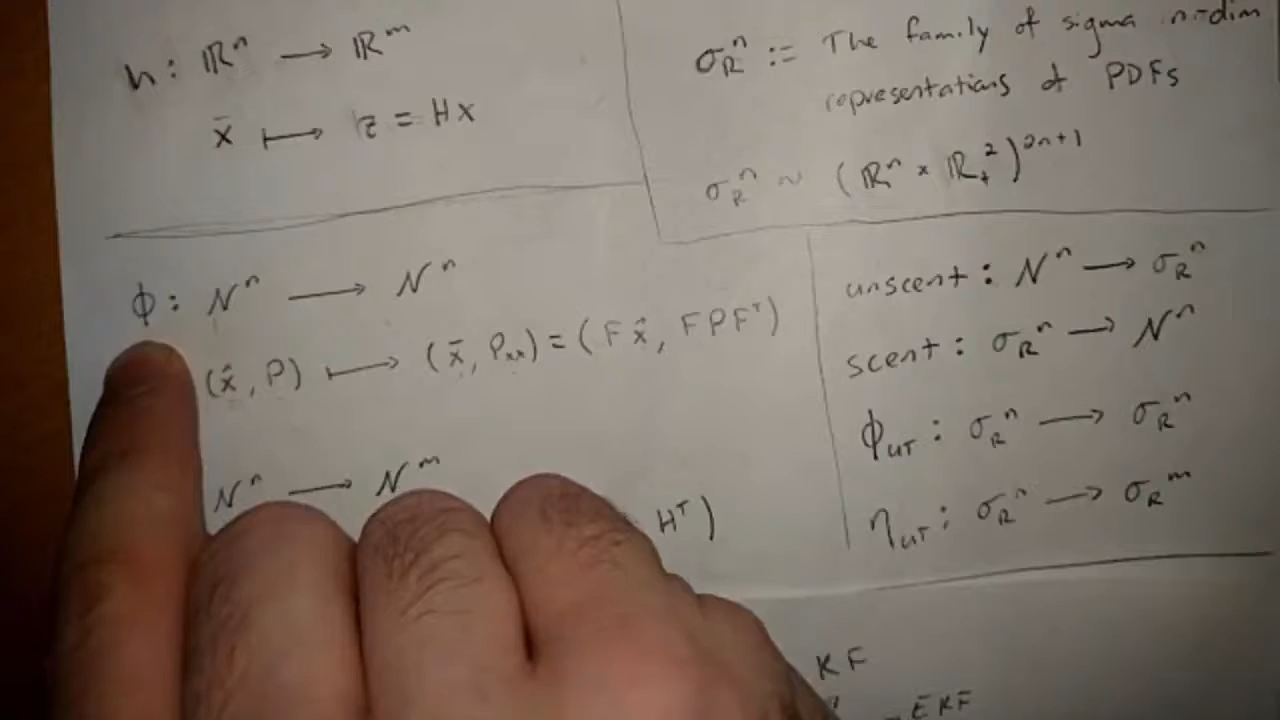 h: ℝⁿ ⟶ ℝᵐ
x̄ ⟼ z = Hx
σ_Rⁿ := The family of sigma n-dim
representations of PDFs
σ_Rⁿ ~ (ℝⁿ × ℝ₊²)²ⁿ⁺¹
ϕ: 𝒩ⁿ ⟶ 𝒩ⁿ
(x̂, P) ⟼ (x̄, Pₓₓ) = (Fx̂, FPFᵀ)
𝒩ⁿ ⟶ 𝒩ᵐ
Hᵀ)
unscent: 𝒩ⁿ ⟶ σ_Rⁿ
scent: σ_Rⁿ ⟶ 𝒩ⁿ
ϕ_UT: σ_Rⁿ ⟶ σ_Rⁿ
η_UT: σ_Rⁿ ⟶ σ_Rᵐ
KF
EKF